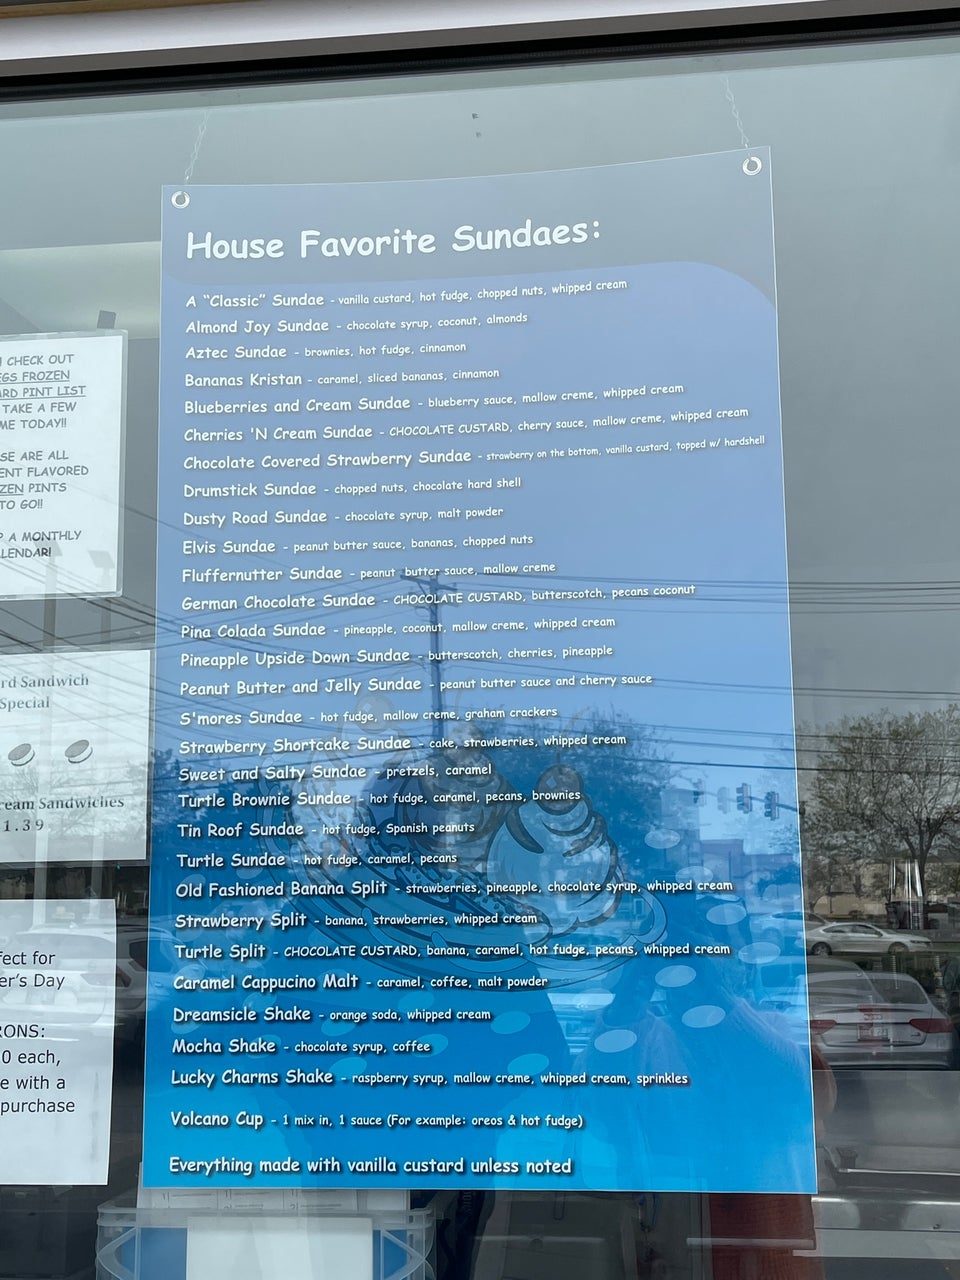 House Favorite Sundaes:
A "Classic" Sundae - vanilla custard, hot fudge, chopped nuts, whipped cream
Almond Joy Sundae - chocolate syrup, coconut, almonds
Aztec Sundae - brownies, hot fudge, cinnamon
Bananas Kristan - caramel, sliced bananas, cinnamon
Blueberries and Cream Sundae - blueberry sauce, mallow creme, whipped cream
Cherries 'N Cream Sundae - CHOCOLATE CUSTARD, cherry sauce, mallow creme, whipped cream
Chocolate Covered Strawberry Sundae - strawberry on the bottom, vanilla custard, topped w/ hardshell
Drumstick Sundae - chopped nuts, chocolate hard shell
Dusty Road Sundae - chocolate syrup, malt powder
Elvis Sundae - peanut butter sauce, bananas, chopped nuts
Fluffernutter Sundae - peanut butter sauce, mallow creme
German Chocolate Sundae - CHOCOLATE CUSTARD, butterscotch, pecans coconut
Pina Colada Sundae - pineapple, coconut, mallow creme, whipped cream
Pineapple Upside Down Sundae - butterscotch, cherries, pineapple
Peanut Butter and Jelly Sundae - peanut butter sauce and cherry sauce
S'mores Sundae - hot fudge, mallow creme, graham crackers
Strawberry Shortcake Sundae - cake, strawberries, whipped cream
Sweet and Salty Sundae - pretzels, caramel
Turtle Brownie Sundae - hot fudge, caramel, pecans, brownies
Tin Roof Sundae - hot fudge, Spanish peanuts
Turtle Sundae - hot fudge, caramel, pecans
Old Fashioned Banana Split - strawberries, pineapple, chocolate syrup, whipped cream
Strawberry Split - banana, strawberries, whipped cream
Turtle Split - CHOCOLATE CUSTARD, banana, caramel, hot fudge, pecans, whipped cream
Caramel Cappucino Malt - caramel, coffee, malt powder
Dreamsicle Shake - orange soda, whipped cream
Mocha Shake - chocolate syrup, coffee
Lucky Charms Shake - raspberry syrup, mallow creme, whipped cream, sprinkles
Volcano Cup - 1 mix in, 1 sauce (For example: oreos & hot fudge)
Everything made with vanilla custard unless noted
CHECK OUT
FROZEN
PINT LIST
TAKE A FEW
TODAY!!
ARE ALL
FLAVORED
PINTS
TO GO!!
A MONTHLY
Sandwich
Special
Sandwiches
1.39
for
Day
each,
with a
purchase